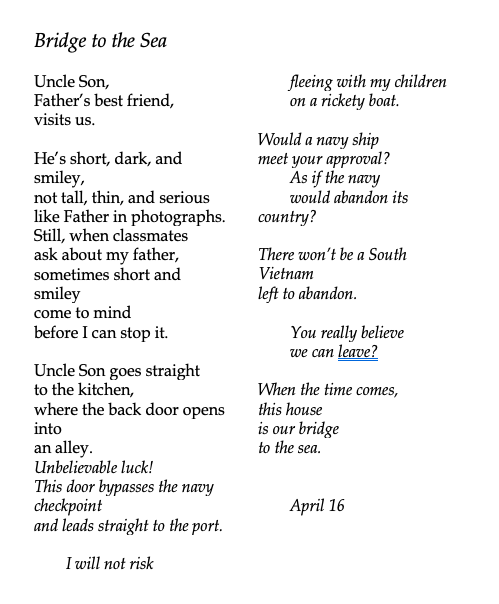 Bridge to the Sea
Uncle Son,
Father's best friend,
visits us.
He's short, dark, and
smiley,
not tall, thin, and serious
like Father in photographs.
Still, when classmates
ask about my father,
sometimes short and
smiley
come to mind
before I can stop it.
Uncle Son goes straight
to the kitchen,
where the back door opens
into
an alley.
Unbelievable luck!
This door bypasses the navy
checkpoint
and leads straight to the port.
I will not risk
fleeing with my children
on a rickety boat.
Would a navy ship
meet your approval?
As if the navy
would abandon its
country?
There won't be a South
Vietnam
left to abandon.
You really believe
we can leave?
When the time comes,
this house
is our bridge
to the sea.
April 16